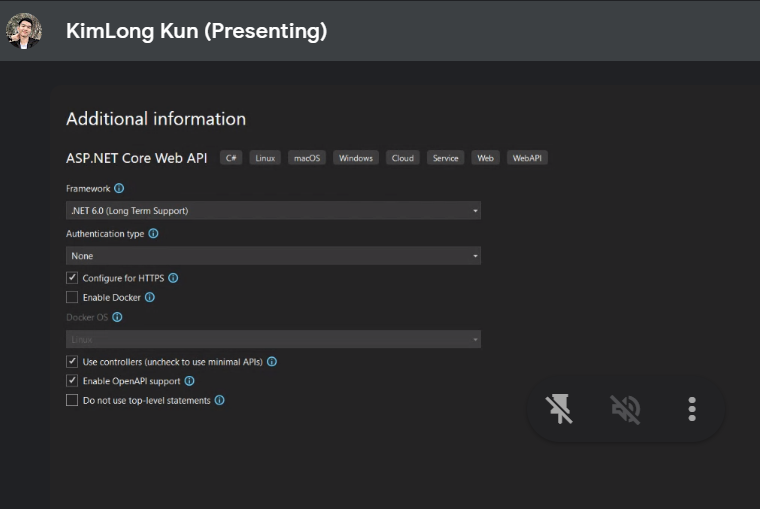 KimLong Kun (Presenting)
Additional information
ASP.NET Core Web API C# Linux macOS Windows Cloud Service Web WebAPI
Framework
.NET 6.0 (Long Term Support)
Authentication type
None
Configure for HTTPS
Enable Docker
Docker OS
Linux
Use controllers (uncheck to use minimal APIs)
Enable OpenAPI support
Do not use top-level statements